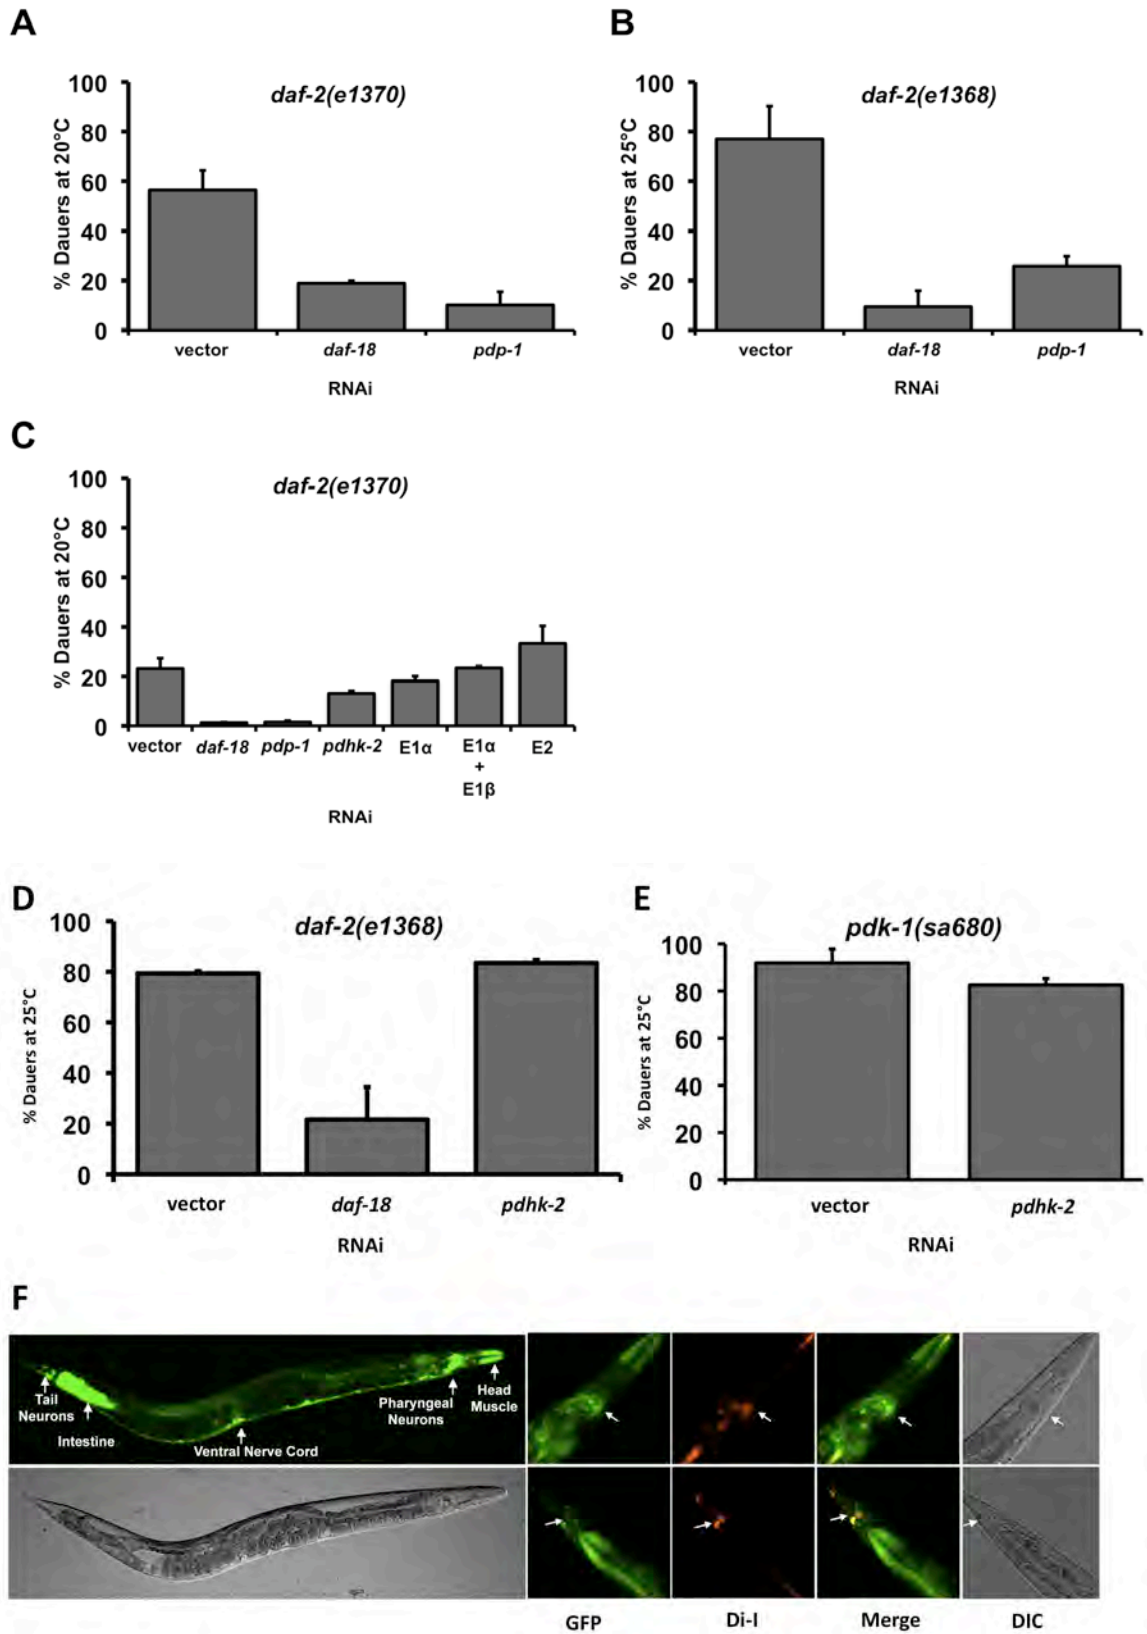 A
daf-2(e1370)
% Dauers at 20°C
100
80
60
40
20
0
vector daf-18 pdp-1
RNAi
B
daf-2(e1368)
% Dauers at 25°C
100
80
60
40
20
0
vector daf-18 pdp-1
RNAi
C
daf-2(e1370)
% Dauers at 20°C
100
80
60
40
20
0
vector daf-18 pdp-1 pdhk-2 E1α E1α + E1β E2
RNAi
D
daf-2(e1368)
% Dauers at 25°C
100
80
60
40
20
0
vector daf-18 pdhk-2
RNAi
E
pdk-1(sa680)
% Dauers at 25°C
100
80
60
40
20
0
vector pdhk-2
RNAi
F
Tail
Neurons
Intestine
Ventral Nerve Cord
Pharyngeal
Neurons
Head
Muscle
GFP Di-I Merge DIC